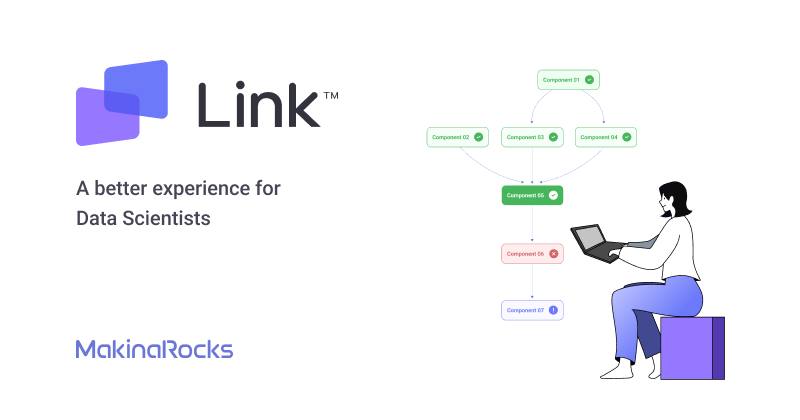 Link™
A better experience for
Data Scientists
MakinaRocks
Component 01
Component 02
Component 03
Component 04
Component 05
Component 06
Component 07